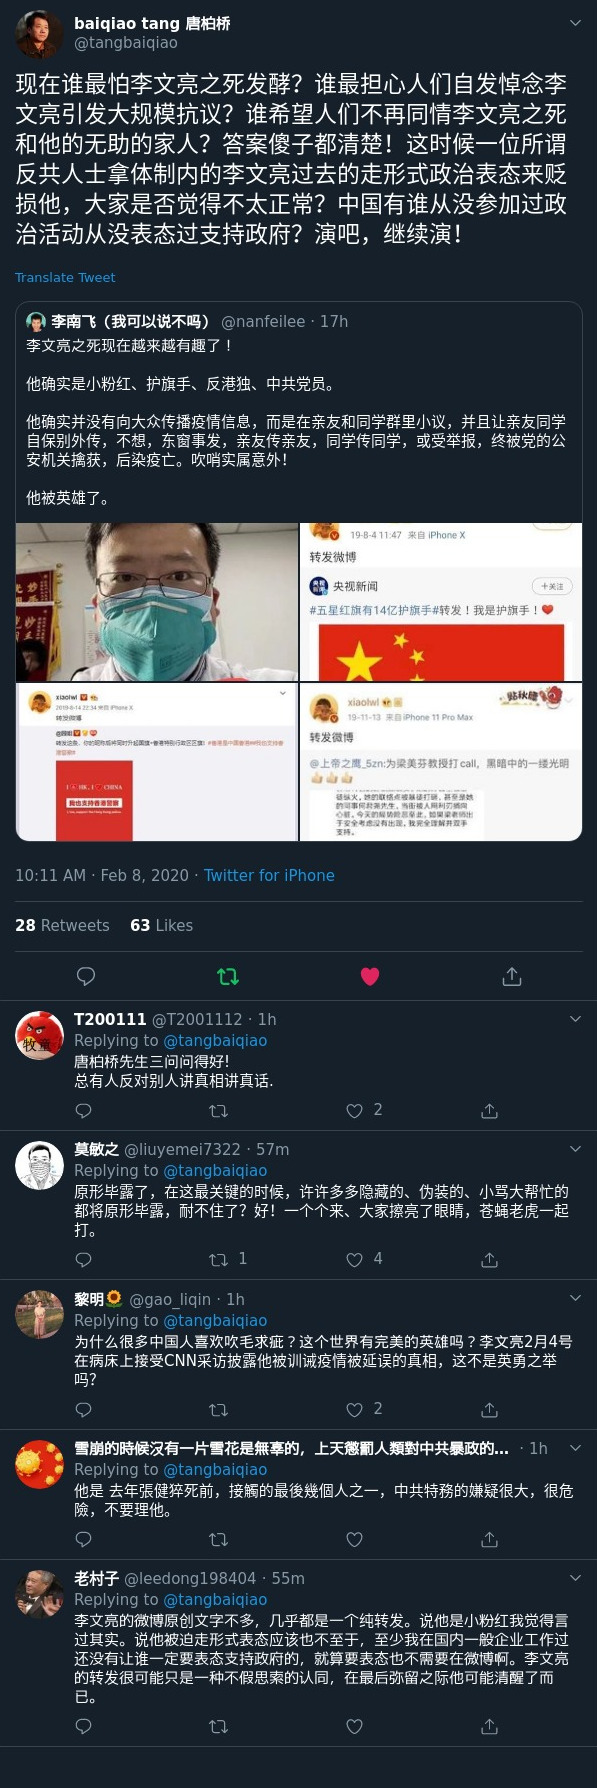 baiqiao tang 唐柏桥
@tangbaiqiao
现在谁最怕李文亮之死发酵？谁最担心人们自发悼念李
文亮引发大规模抗议？谁希望人们不再同情李文亮之死
和他的无助的家人？答案傻子都清楚！这时候一位所谓
反共人士拿体制内的李文亮过去的走形式政治表态来贬
损他，大家是否觉得不太正常？中国有谁从没参加过政
治活动从没表态过支持政府？演吧，继续演！
Translate Tweet
李南飞（我可以说不吗） @nanfeilee · 17h
李文亮之死现在越来越有趣了！
他确实是小粉红、护旗手、反港独、中共党员。
他确实并没有向大众传播疫情信息，而是在亲友和同学群里小议，并且让亲友同学
自保别外传，不想，东窗事发，亲友传亲友，同学传同学，或受举报，终被党的公
安机关擒获，后染疫亡。吹哨实属意外！
他被英雄了。
19-8-4 11:47 来自 iPhone X
转发微博
央视新闻
+关注
#五星红旗有14亿护旗手#转发！我是护旗手！
xiaolwl
2019-8-14 22:34 来自 iPhone X
转发微博
I HK, I CHINA
我也支持香港警察
贴秋膘
xiaolwl
19-11-13 来自 iPhone 11 Pro Max
转发微博
@上帝之鹰_5zn:为梁美芬教授打call，黑暗中的一缕光明
10:11 AM · Feb 8, 2020 · Twitter for iPhone
28 Retweets 63 Likes
T200111 @T2001112 · 1h
Replying to @tangbaiqiao
唐柏桥先生三问问得好!
总有人反对别人讲真相讲真话.
2
牧童
莫敏之 @liuyemei7322 · 57m
Replying to @tangbaiqiao
原形毕露了，在这最关键的时候，许许多多隐藏的、伪装的、小骂大帮忙的
都将原形毕露，耐不住了？好！一个个来、大家擦亮了眼睛，苍蝇老虎一起
打。
1 4
黎明🌻 @gao_liqin · 1h
Replying to @tangbaiqiao
为什么很多中国人喜欢吹毛求疵？这个世界有完美的英雄吗？李文亮2月4号
在病床上接受CNN采访披露他被训诫疫情被延误的真相，这不是英勇之举
吗？
2
雪崩的時候沒有一片雪花是無辜的，上天懲罰人類對中共暴政的... · 1h
Replying to @tangbaiqiao
他是 去年張健猝死前，接觸的最後幾個人之一，中共特務的嫌疑很大，很危
險，不要理他。
老村子 @leedong198404 · 55m
Replying to @tangbaiqiao
李文亮的微博原创文字不多，几乎都是一个纯转发。说他是小粉红我觉得言
过其实。说他被迫走形式表态应该也不至于，至少我在国内一般企业工作过
还没有让谁一定要表态支持政府的，就算要表态也不需要在微博啊。李文亮
的转发很可能只是一种不假思索的认同，在最后弥留之际他可能清醒了而
已。